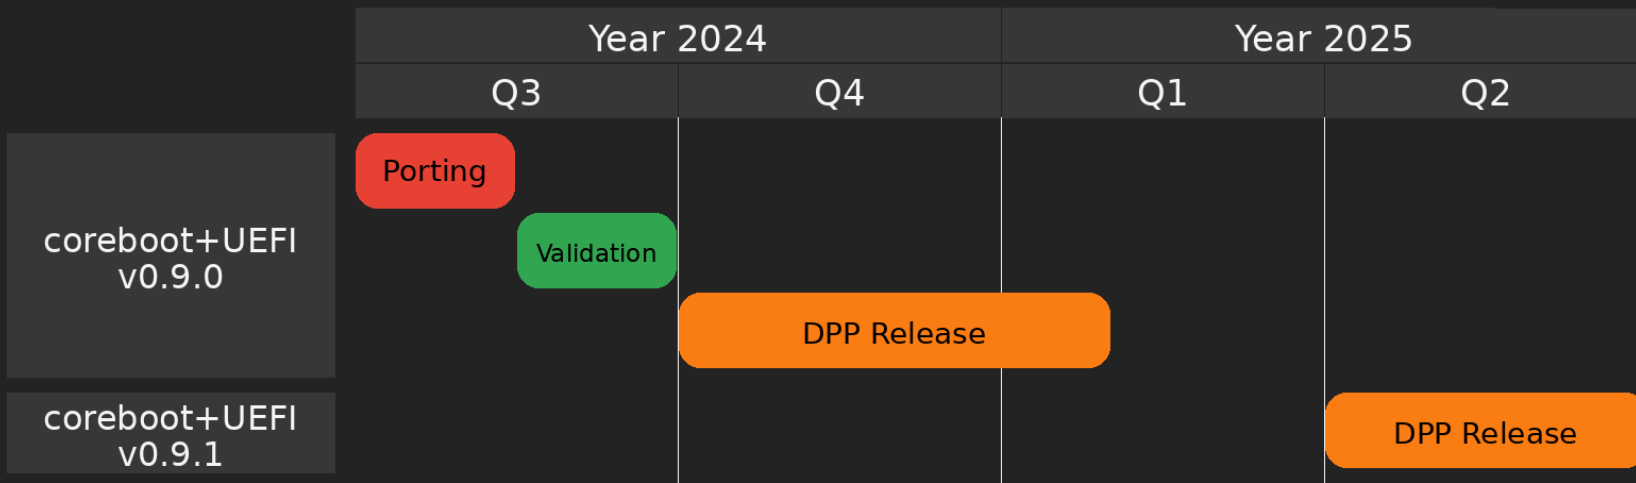 Year 2024
Year 2025
Q3
Q4
Q1
Q2
coreboot+UEFI
v0.9.0
Porting
Validation
DPP Release
coreboot+UEFI
v0.9.1
DPP Release